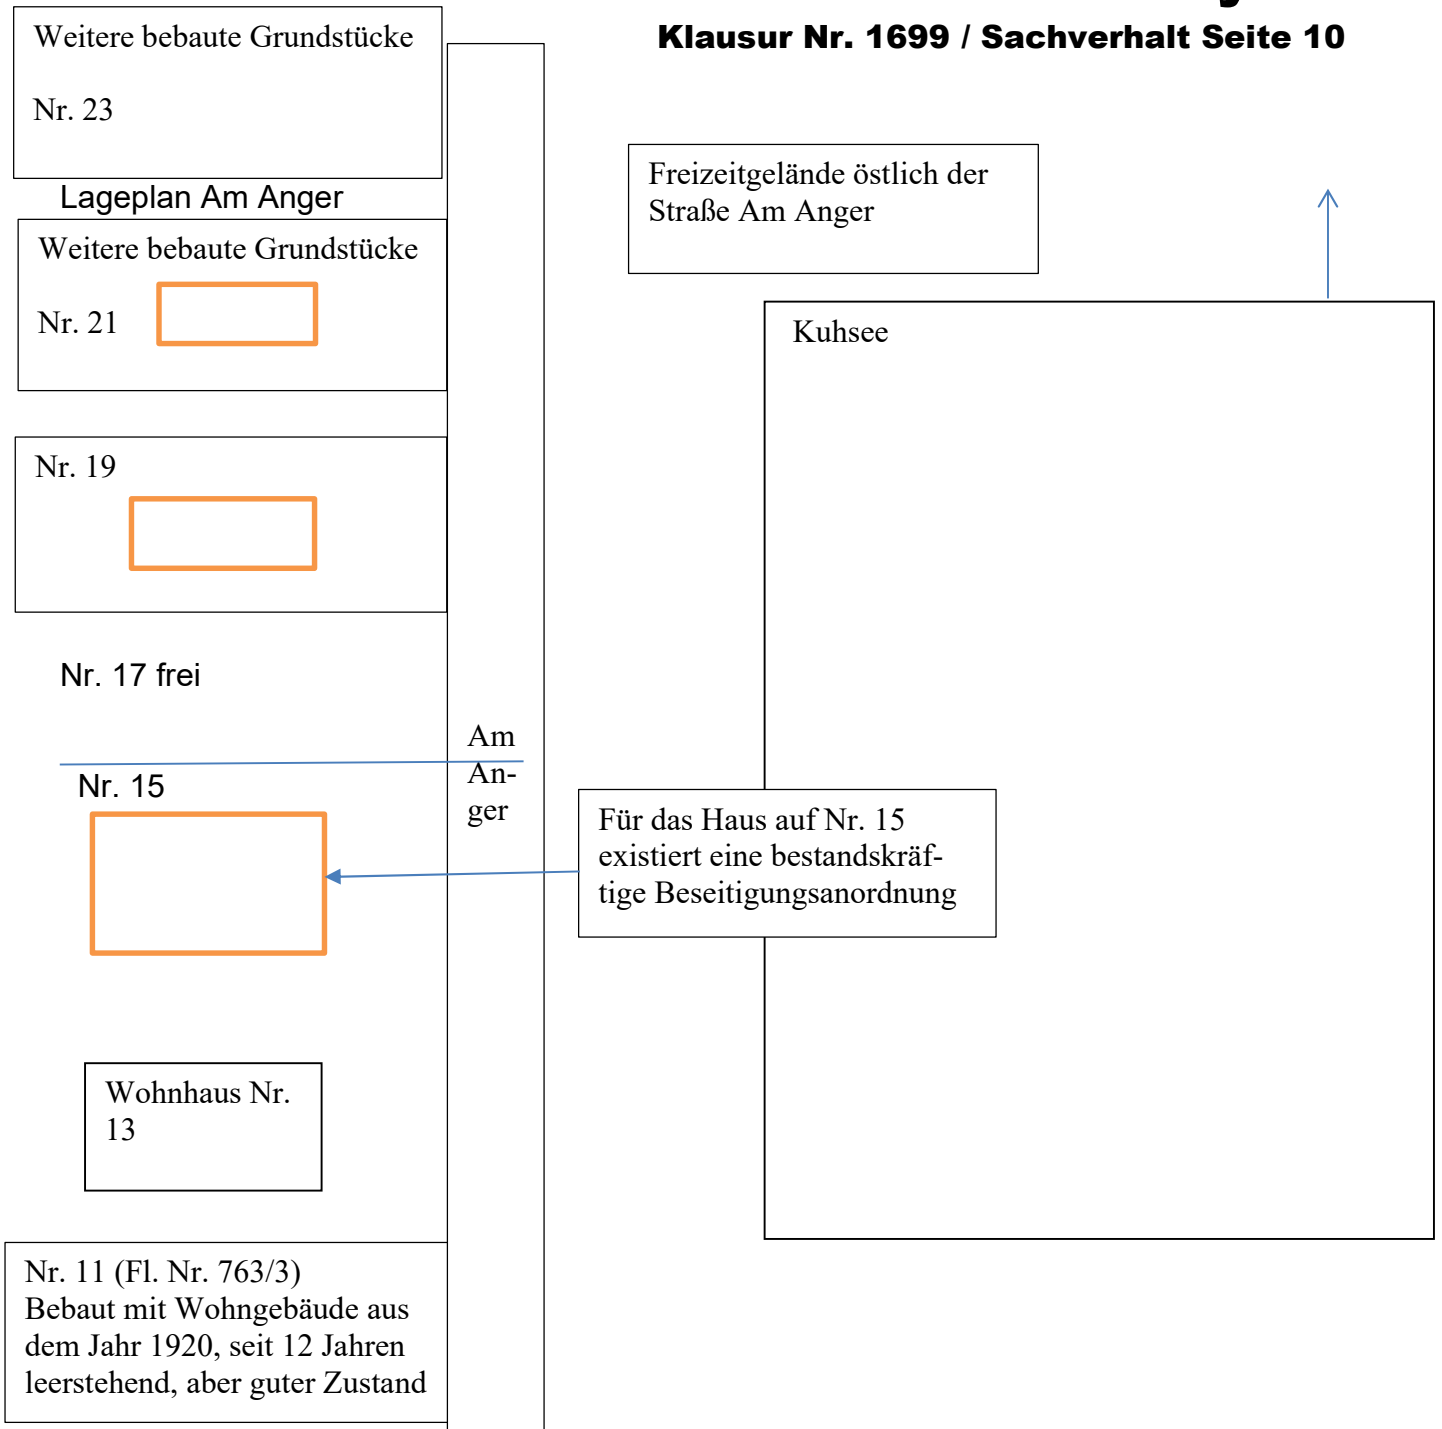 Klausur Nr. 1699 / Sachverhalt Seite 10
Weitere bebaute Grundstücke
Nr. 23
Lageplan Am Anger
Weitere bebaute Grundstücke
Nr. 21
Nr. 19
Nr. 17 frei
Nr. 15
Wohnhaus Nr.
13
Nr. 11 (Fl. Nr. 763/3)
Bebaut mit Wohngebäude aus
dem Jahr 1920, seit 12 Jahren
leerstehend, aber guter Zustand
Am
An-
ger
Freizeitgelände östlich der
Straße Am Anger
Kuhsee
Für das Haus auf Nr. 15
existiert eine bestandskräf-
tige Beseitigungsanordnung